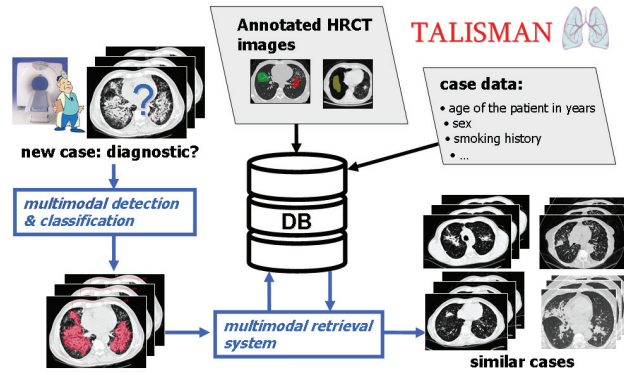 Annotated HRCT
images
TALISMAN
case data:
• age of the patient in years
• sex
• smoking history
• ...
?
new case: diagnostic?
multimodal detection
& classification
DB
multimodal retrieval
system
similar cases